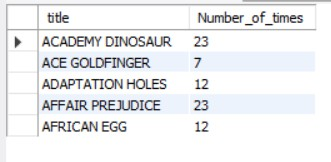 title Number_of_times
ACADEMY DINOSAUR 23
ACE GOLDFINGER 7
ADAPTATION HOLES 12
AFFAIR PREJUDICE 23
AFRICAN EGG 12